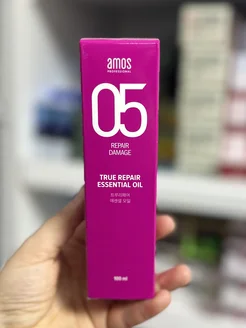 amos
PROFESSIONAL
05
REPAIR
DAMAGE
TRUE REPAIR
ESSENTIAL OIL
트루리페어
에센셜 오일